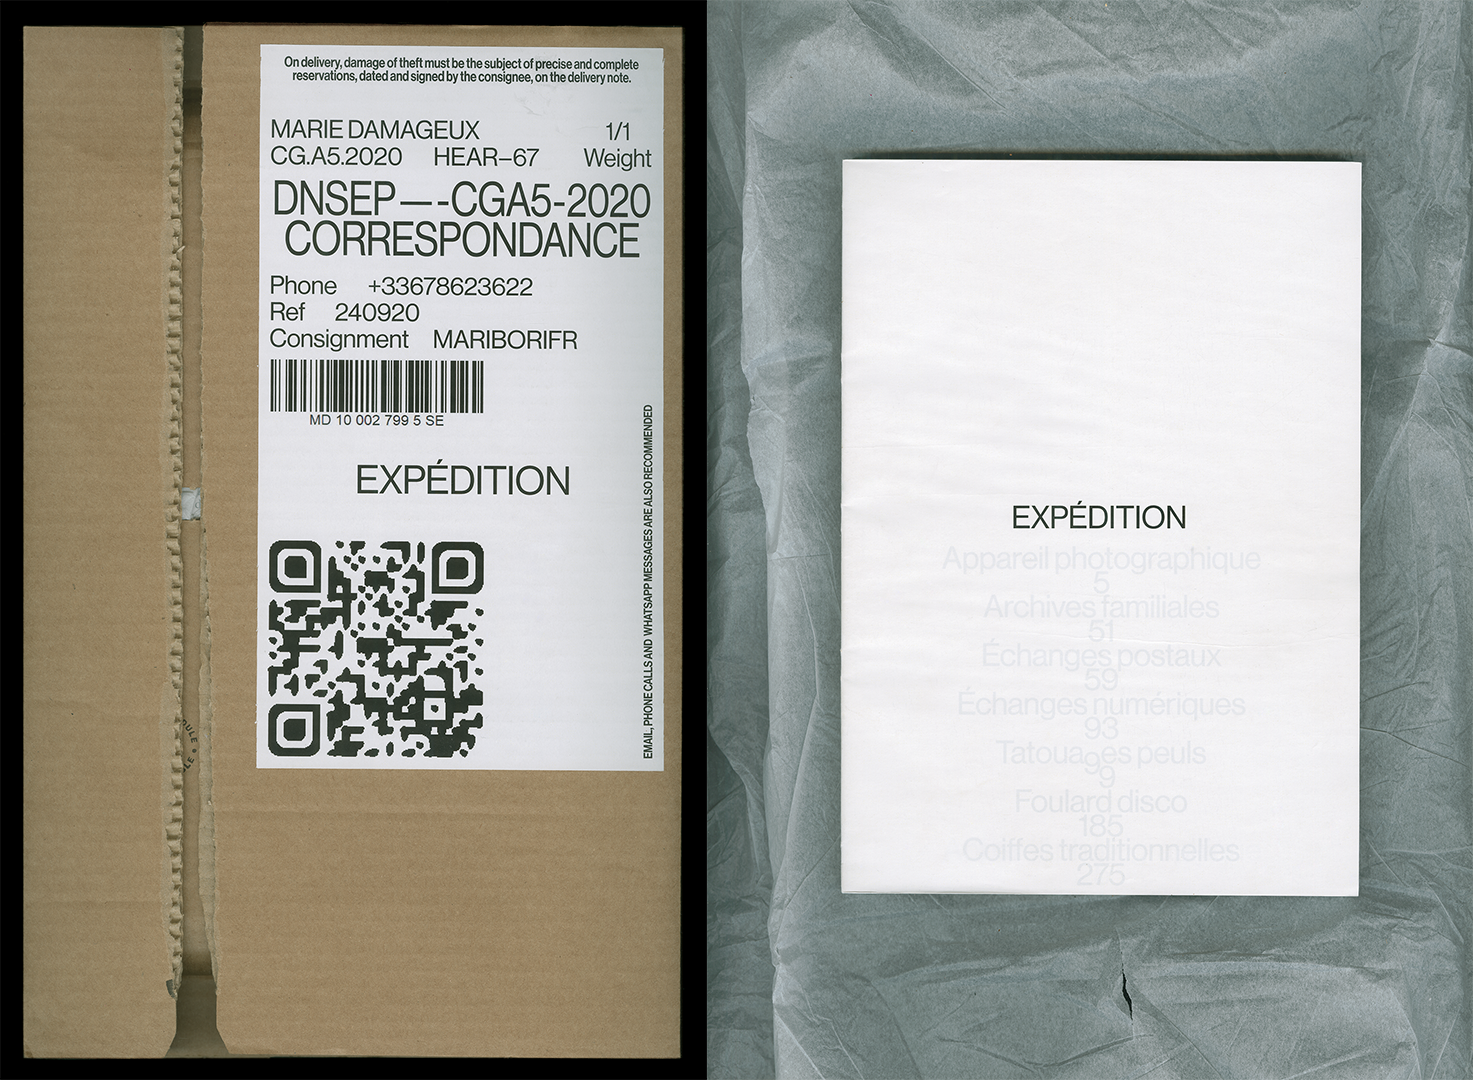 On delivery, damage of theft must be the subject of precise and complete
reservations, dated and signed by the consignee, on the delivery note.
MARIE DAMAGEUX 1/1
CG.A5.2020 HEAR–67 Weight
DNSEP—-CGA5-2020
CORRESPONDANCE
Phone +33678623622
Ref 240920
Consignment MARIBORIFR
MD 10 002 799 5 SE
EXPÉDITION
EMAIL, PHONE CALLS AND WHATSAPP MESSAGES ARE ALSO RECOMMENDED
EXPÉDITION
Appareil photographique
5
Archives familiales
51
Échanges postaux
59
Échanges numériques
93
Tatouages peuls
9
Foulard disco
185
Coiffes traditionnelles
275